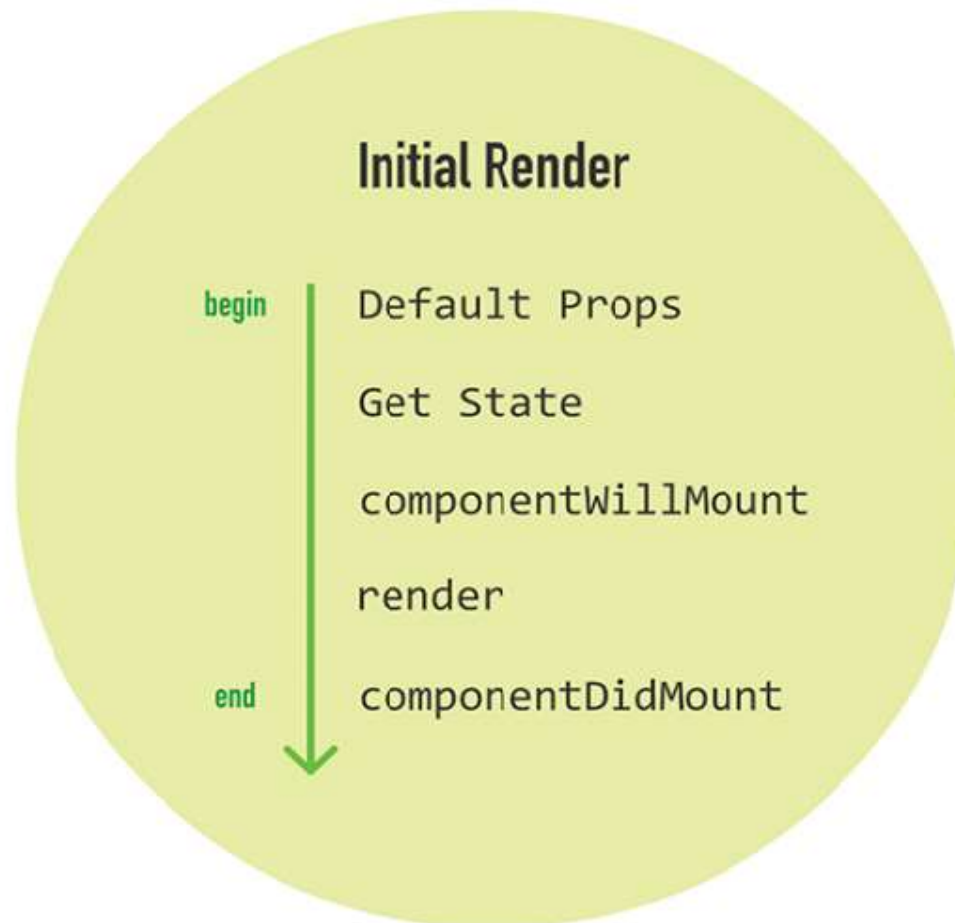 Initial Render
begin Default Props
Get State
componentWillMount
render
end componentDidMount